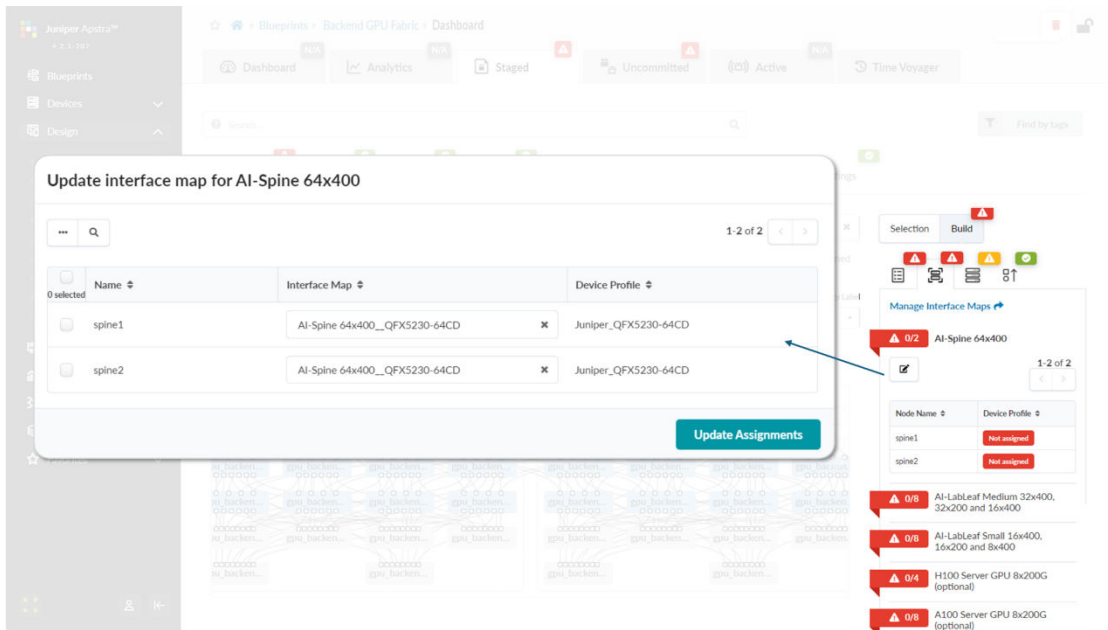 Juniper Apstra™
Blueprints
Devices
Design
Blueprints › Backend GPU Fabric › Dashboard
N/A
N/A
N/A
Dashboard
Analytics
Staged
Uncommitted
Active
Time Voyager
Search...
Find by tags
Update interface map for AI-Spine 64x400
1-2 of 2
0 selected
Name
Interface Map
Device Profile
spine1
AI-Spine 64x400__QFX5230-64CD
Juniper_QFX5230-64CD
spine2
AI-Spine 64x400__QFX5230-64CD
Juniper_QFX5230-64CD
Update Assignments
Selection
Build
Manage Interface Maps
0/2
AI-Spine 64x400
1-2 of 2
Node Name
Device Profile
spine1
Not assigned
spine2
Not assigned
0/8
AI-LabLeaf Medium 32x400,
32x200 and 16x400
0/8
AI-LabLeaf Small 16x400,
16x200 and 8x400
0/4
H100 Server GPU 8x200G
(optional)
0/8
A100 Server GPU 8x200G
(optional)